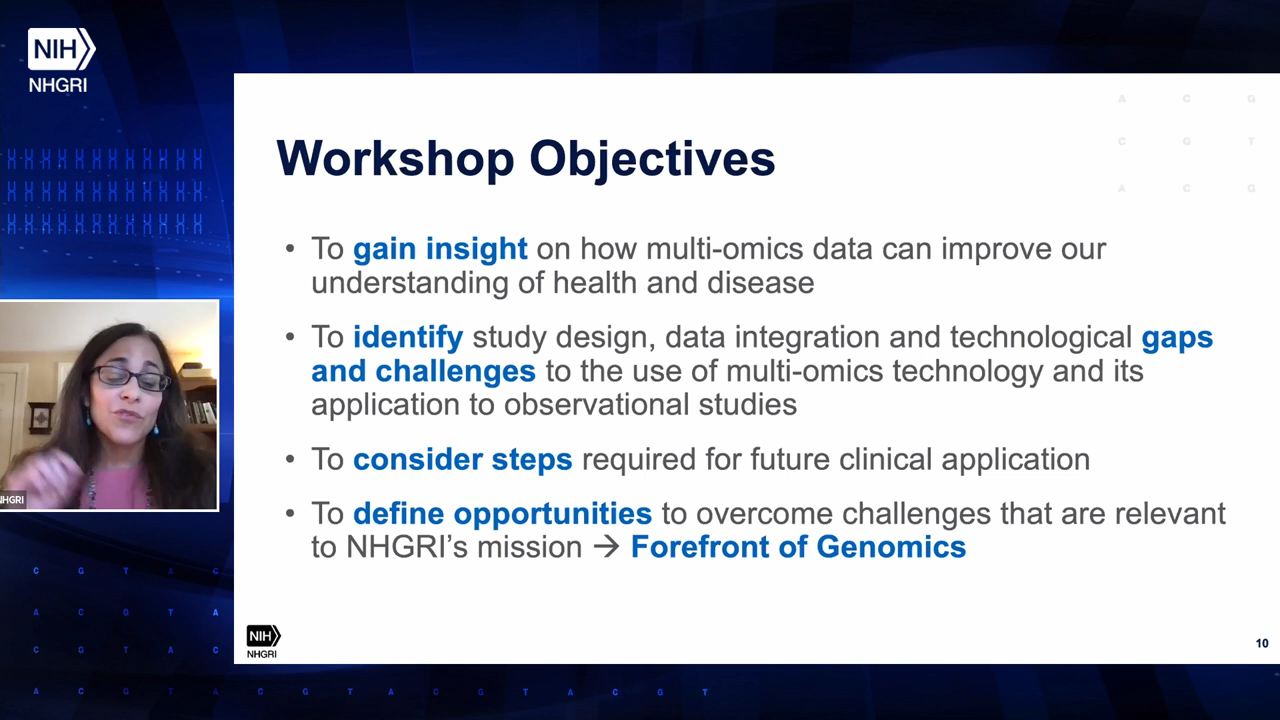 NIH
NHGRI
A C G
C G T
A C G
Workshop Objectives
• To gain insight on how multi-omics data can improve our
understanding of health and disease
• To identify study design, data integration and technological gaps
and challenges to the use of multi-omics technology and its
application to observational studies
• To consider steps required for future clinical application
• To define opportunities to overcome challenges that are relevant
to NHGRI’s mission → Forefront of Genomics
NHGRI
C G T A C
A C G T A
C G T A C
A C G T A C G T A C G T A C G T
NIH
NHGRI
10